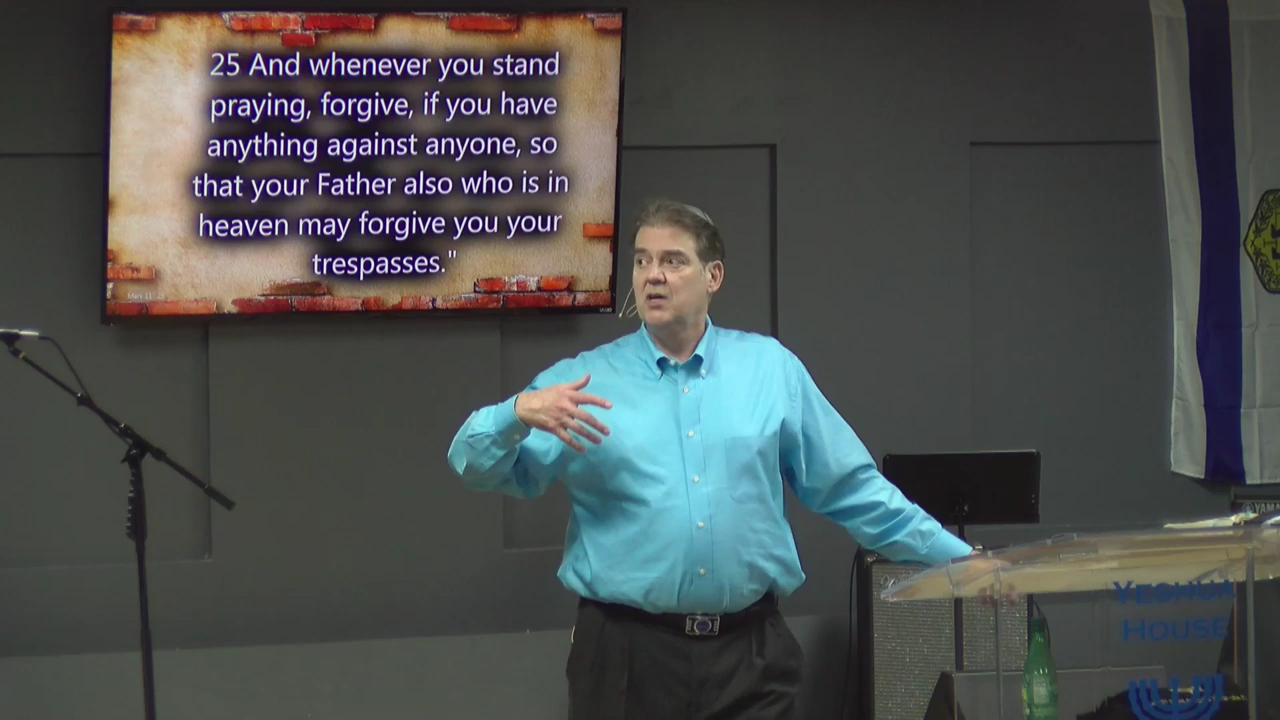 25 And whenever you stand
praying, forgive, if you have
anything against anyone, so
that your Father also who is in
heaven may forgive you your
trespasses."
YESHUA
HOUSE